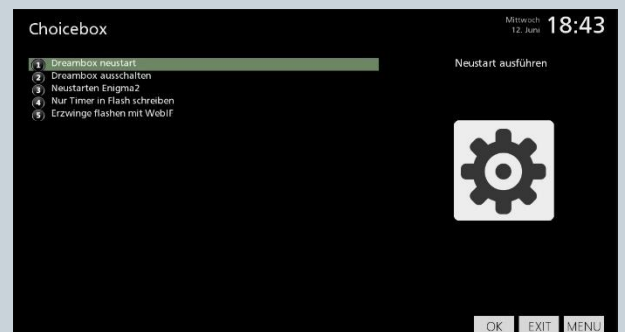 Choicebox
Mittwoch
12. Juni
18:43
1 Dreambox neustart
2 Dreambox ausschalten
3 Neustarten Enigma2
4 Nur Timer in Flash schreiben
5 Erzwinge flashen mit WebIF
Neustart ausführen
OK EXIT MENU